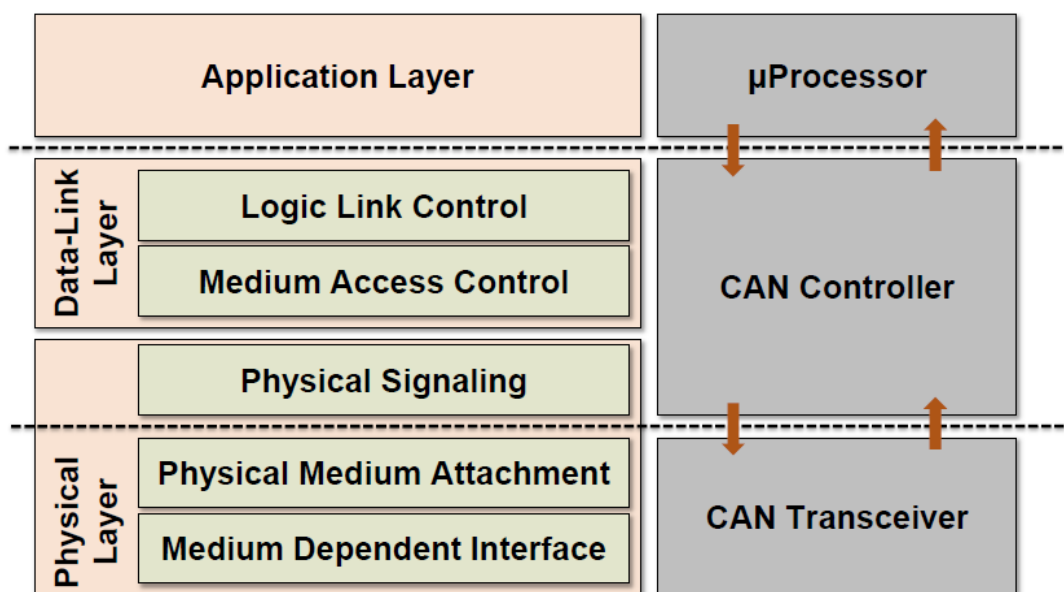 Application Layer
µProcessor
Data-Link
Layer
Logic Link Control
Medium Access Control
CAN Controller
Physical Signaling
Physical
Layer
Physical Medium Attachment
Medium Dependent Interface
CAN Transceiver